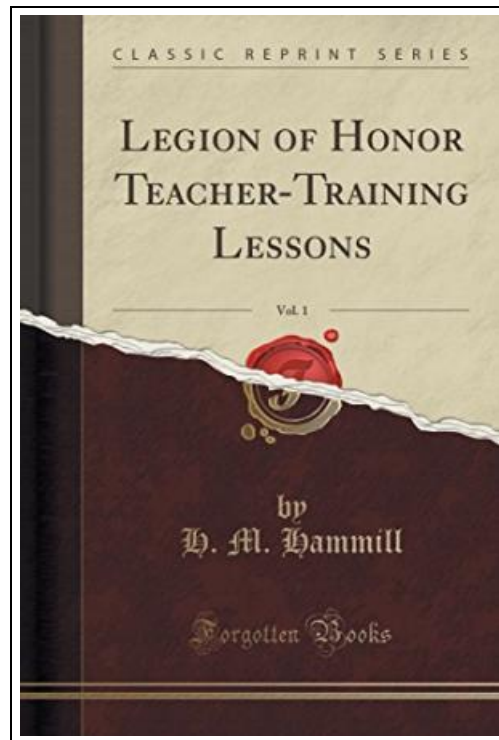 CLASSIC REPRINT SERIES
LEGION OF HONOR
TEACHER-TRAINING
LESSONS
Vol. 1
by
H. M. Hammill
Forgotten Books